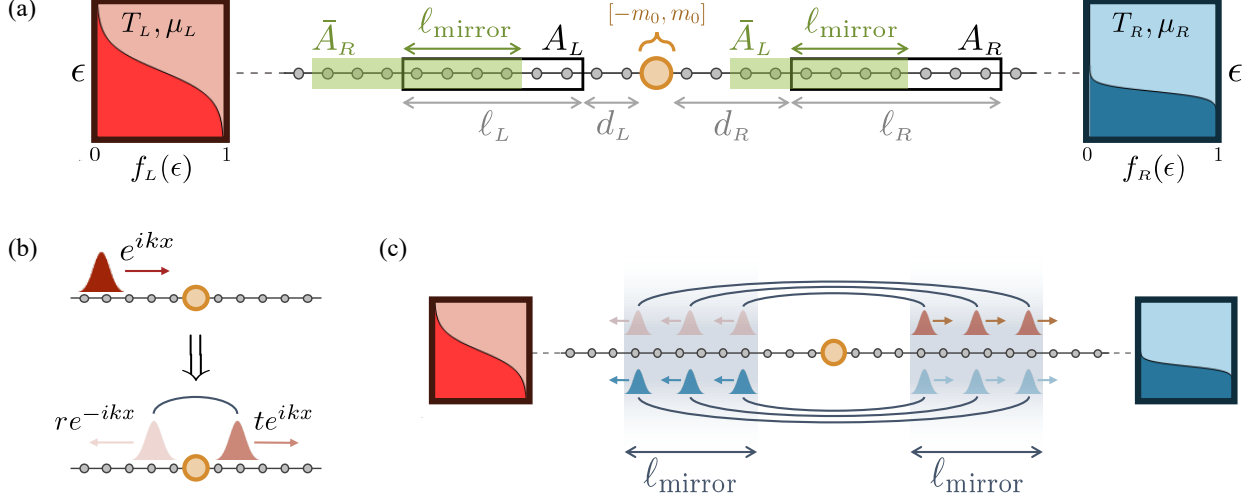 (a)
T_L, μ_L
ϵ
0
1
f_L(ϵ)
Ā_R
ℓ_mirror
A_L
[−m₀, m₀]
Ā_L
ℓ_mirror
A_R
ℓ_L
d_L
d_R
ℓ_R
T_R, μ_R
ϵ
0
1
f_R(ϵ)
(b)
e^{ikx}
re^{−ikx}
te^{ikx}
(c)
ℓ_mirror
ℓ_mirror